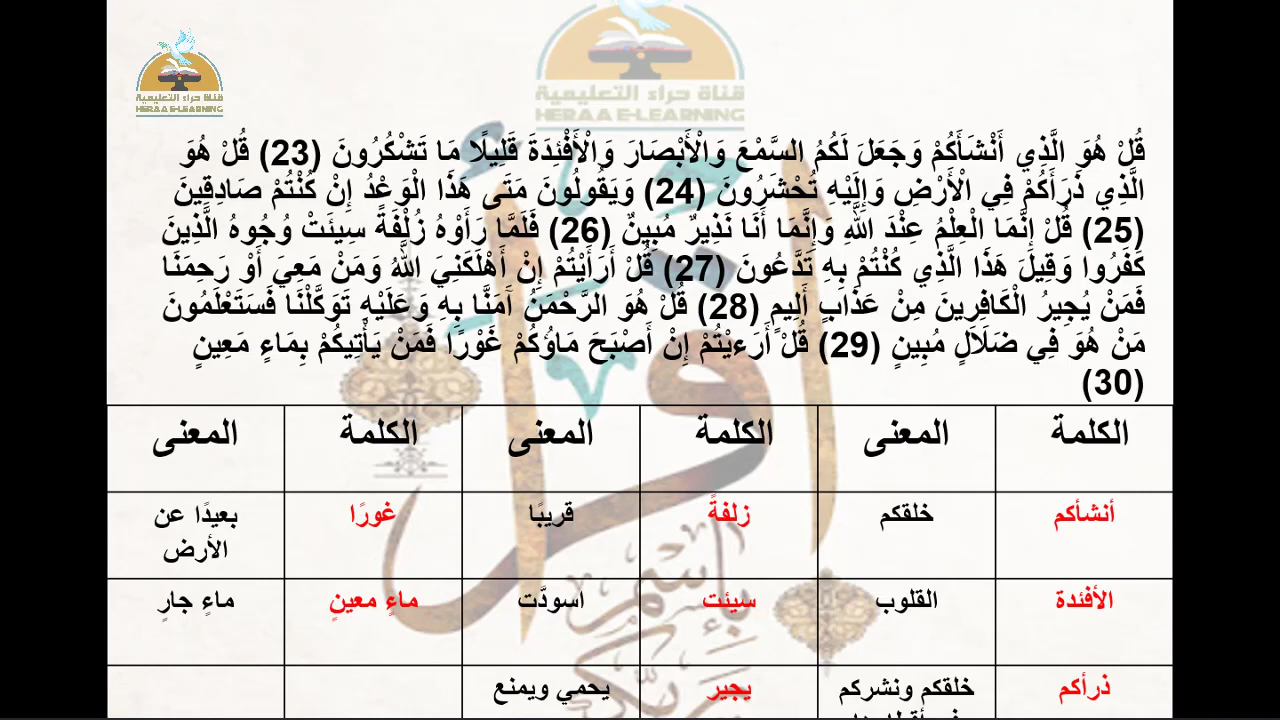 قناة حراء التعليمية
HERAA E-LEARNING
قناة حراء التعليمية
HERAA E-LEARNING
قُلْ هُوَ الَّذِي أَنْشَأَكُمْ وَجَعَلَ لَكُمُ السَّمْعَ وَالْأَبْصَارَ وَالْأَفْئِدَةَ قَلِيلًا مَا تَشْكُرُونَ (23) قُلْ هُوَ
الَّذِي ذَرَأَكُمْ فِي الْأَرْضِ وَإِلَيْهِ تُحْشَرُونَ (24) وَيَقُولُونَ مَتَى هَذَا الْوَعْدُ إِنْ كُنْتُمْ صَادِقِينَ
(25) قُلْ إِنَّمَا الْعِلْمُ عِنْدَ اللَّهِ وَإِنَّمَا أَنَا نَذِيرٌ مُبِينٌ (26) فَلَمَّا رَأَوْهُ زُلْفَةً سِيئَتْ وُجُوهُ الَّذِينَ
كَفَرُوا وَقِيلَ هَذَا الَّذِي كُنْتُمْ بِهِ تَدَّعُونَ (27) قُلْ أَرَأَيْتُمْ إِنْ أَهْلَكَنِيَ اللَّهُ وَمَنْ مَعِيَ أَوْ رَحِمَنَا
فَمَنْ يُجِيرُ الْكَافِرِينَ مِنْ عَذَابٍ أَلِيمٍ (28) قُلْ هُوَ الرَّحْمَنُ آَمَنَّا بِهِ وَعَلَيْهِ تَوَكَّلْنَا فَسَتَعْلَمُونَ
مَنْ هُوَ فِي ضَلَالٍ مُبِينٍ (29) قُلْ أَرَءيْتُمْ إِنْ أَصْبَحَ مَاؤُكُمْ غَوْرًا فَمَنْ يَأْتِيكُمْ بِمَاءٍ مَعِينٍ
(30)
الكلمة المعنى الكلمة المعنى الكلمة المعنى
أنشأكم خلقكم زلفةً قريبًا غورًا بعيدًا عن
الأرض
الأفئدة القلوب سيئت اسودَّت ماءٍ معينٍ ماءٍ جارِ
ذرأكم خلقكم ونشركم يجير يحمي ويمنع
اقرأ
باسم
ربك